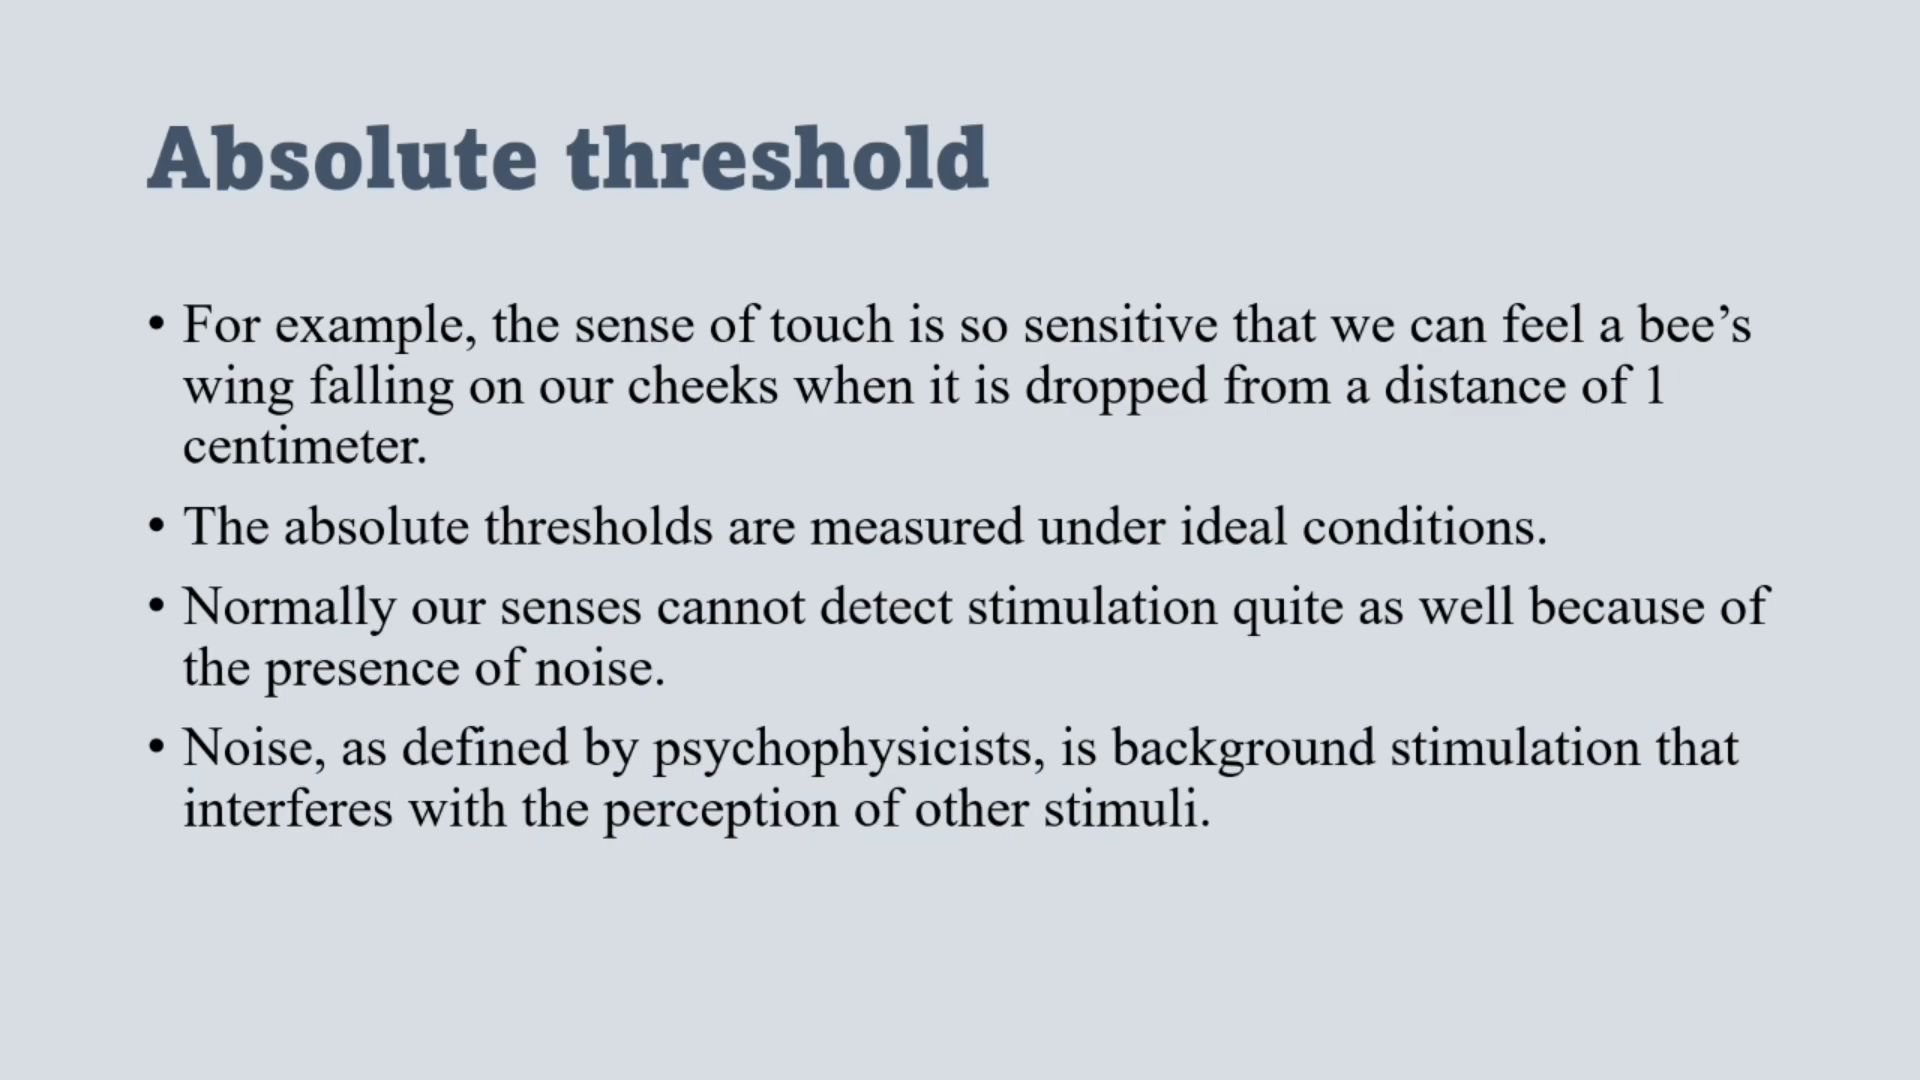 Absolute threshold
• For example, the sense of touch is so sensitive that we can feel a bee’s
wing falling on our cheeks when it is dropped from a distance of 1
centimeter.
• The absolute thresholds are measured under ideal conditions.
• Normally our senses cannot detect stimulation quite as well because of
the presence of noise.
• Noise, as defined by psychophysicists, is background stimulation that
interferes with the perception of other stimuli.